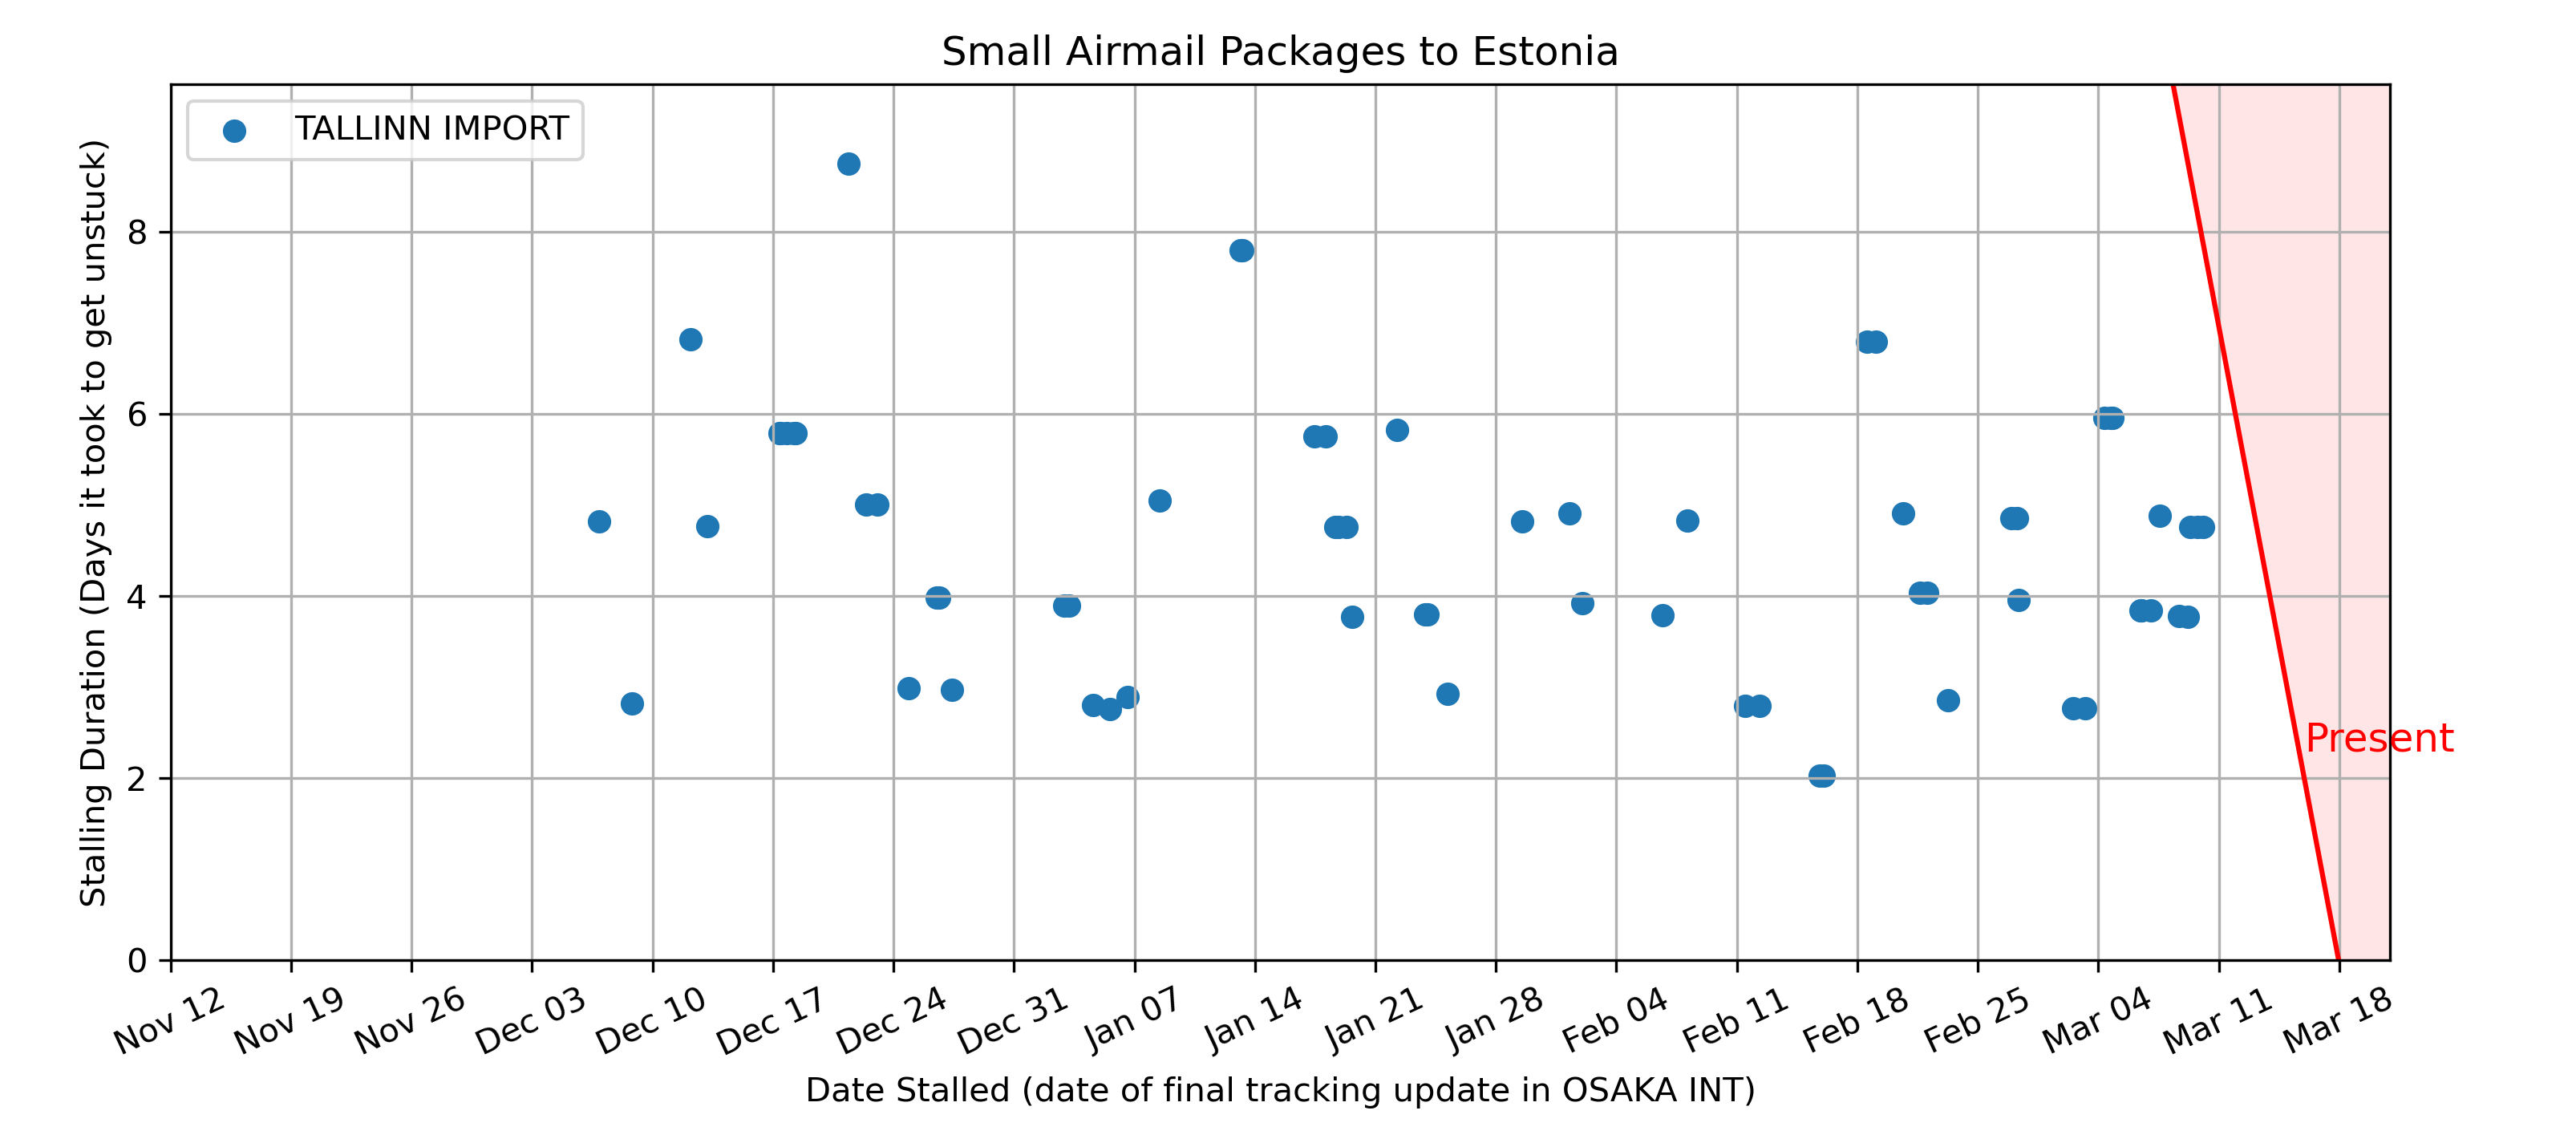 Small Airmail Packages to Estonia
TALLINN IMPORT
Stalling Duration (Days it took to get unstuck)
8
6
4
2
0
Present
Nov 12
Nov 19
Nov 26
Dec 03
Dec 10
Dec 17
Dec 24
Dec 31
Jan 07
Jan 14
Jan 21
Jan 28
Feb 04
Feb 11
Feb 18
Feb 25
Mar 04
Mar 11
Mar 18
Date Stalled (date of final tracking update in OSAKA INT)